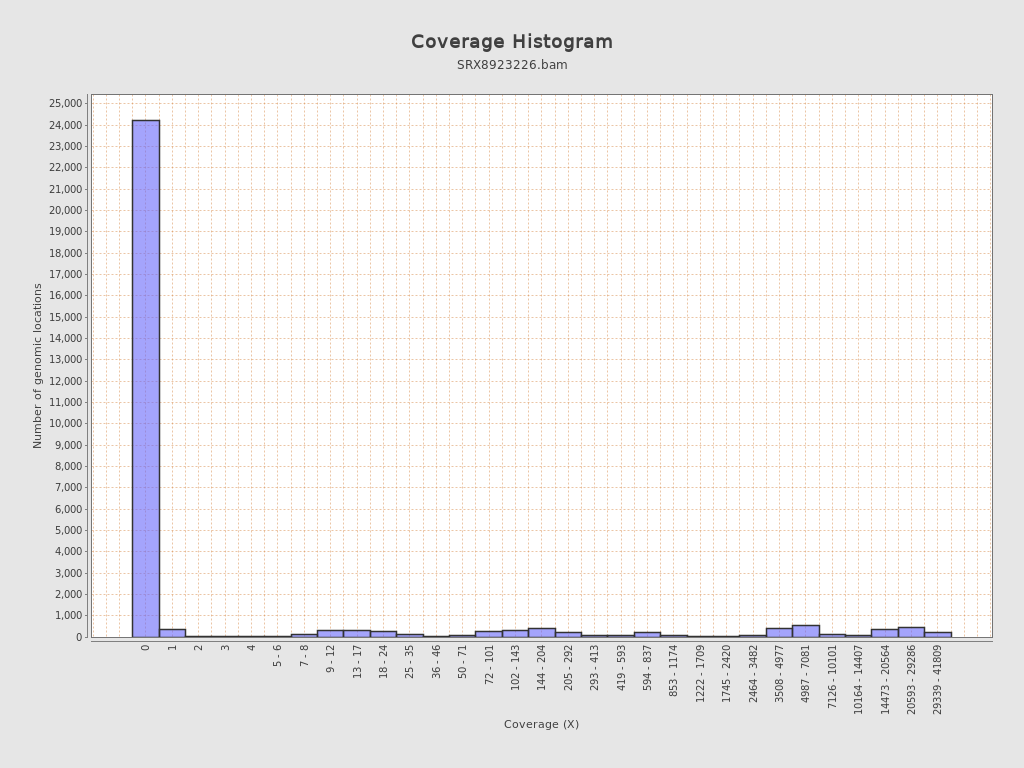 Coverage Histogram
SRX8923226.bam
Number of genomic locations
25,000
24,000
23,000
22,000
21,000
20,000
19,000
18,000
17,000
16,000
15,000
14,000
13,000
12,000
11,000
10,000
9,000
8,000
7,000
6,000
5,000
4,000
3,000
2,000
1,000
0
0
1
2
3
4
5 - 6
7 - 8
9 - 12
13 - 17
18 - 24
25 - 35
36 - 46
50 - 71
72 - 101
102 - 143
144 - 204
205 - 292
293 - 413
419 - 593
594 - 837
853 - 1174
1222 - 1709
1745 - 2420
2464 - 3482
3508 - 4977
4987 - 7081
7126 - 10101
10164 - 14407
14473 - 20564
20593 - 29286
29339 - 41809
Coverage (X)